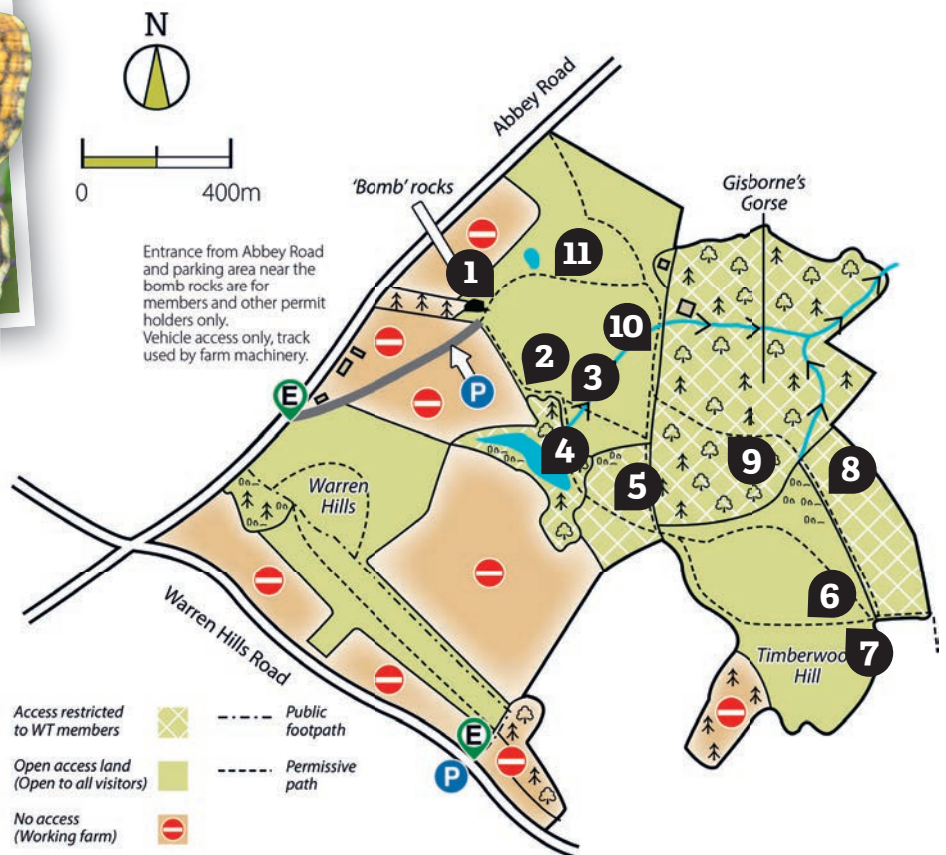 N
0 400m
Abbey Road
'Bomb' rocks
Gisborne's
Gorse
Entrance from Abbey Road
and parking area near the
bomb rocks are for
members and other permit
holders only.
Vehicle access only, track
used by farm machinery.
1
11
10
2
3
E
P
4
5
9
8
Warren
Hills
6
7
Timberwoo
Hill
Warren Hills Road
E
P
Access restricted
to WT members
Public
footpath
Open access land
(Open to all visitors)
Permissive
path
No access
(Working farm)